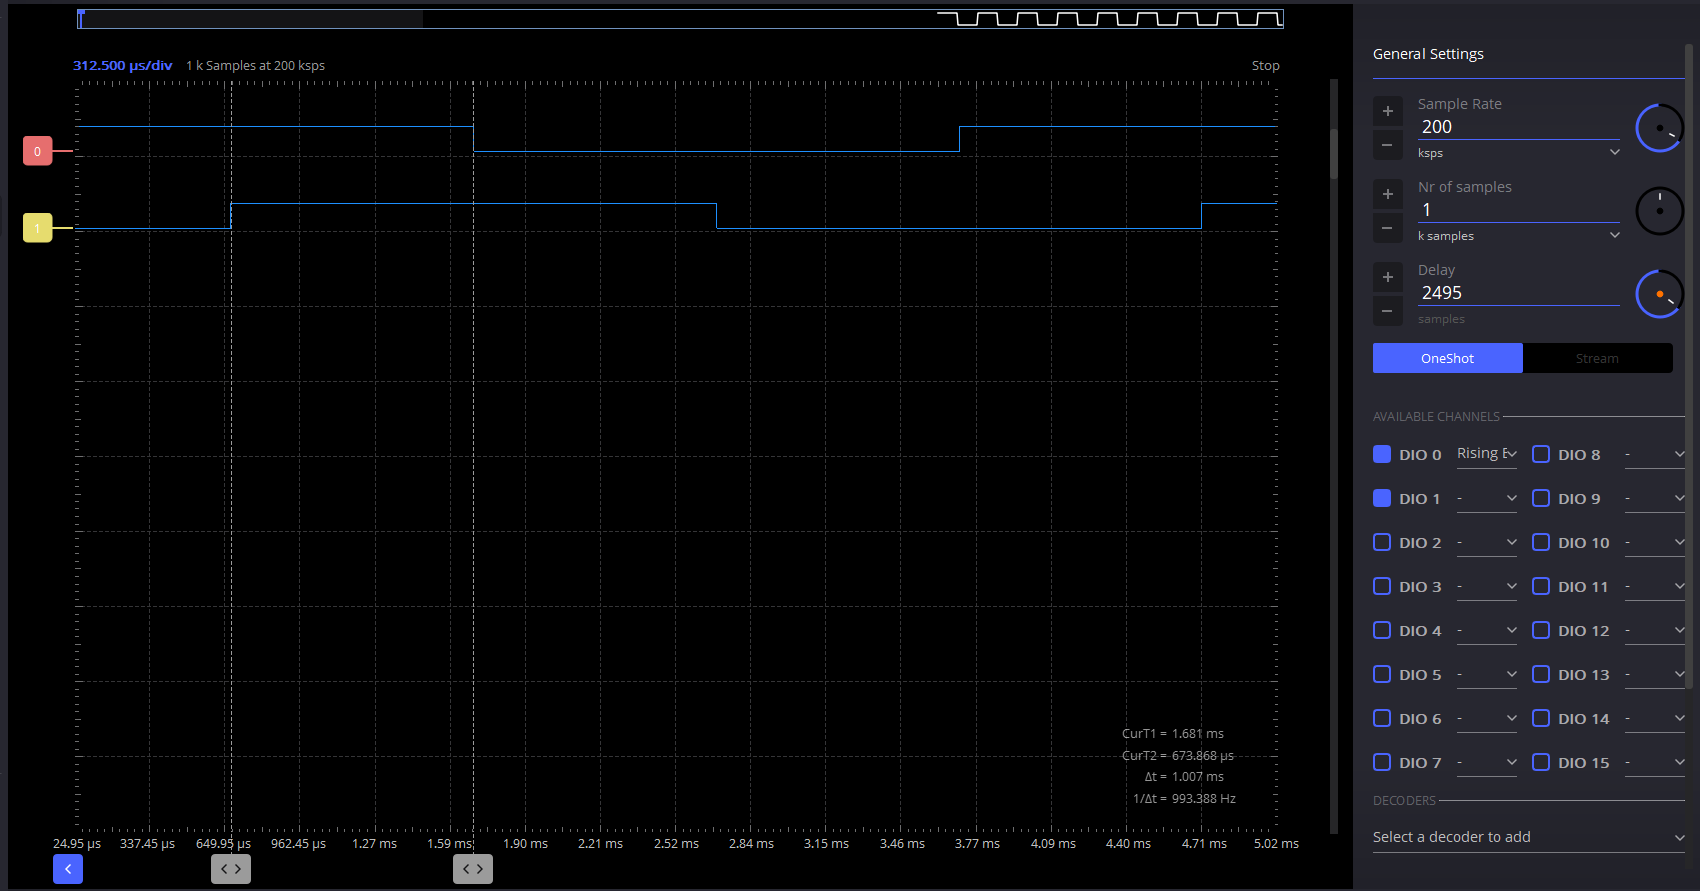 312.500 µs/div 1 k Samples at 200 ksps Stop
0
1
CurT1 = 1.681 ms
CurT2 = 673.868 µs
Δt = 1.007 ms
1/Δt = 993.388 Hz
24.95 µs 337.45 µs 649.95 µs 962.45 µs 1.27 ms 1.59 ms 1.90 ms 2.21 ms 2.52 ms 2.84 ms 3.15 ms 3.46 ms 3.77 ms 4.09 ms 4.40 ms 4.71 ms 5.02 ms
General Settings
Sample Rate
200
ksps
Nr of samples
1
k samples
Delay
2495
samples
OneShot Stream
AVAILABLE CHANNELS
DIO 0 Rising E DIO 8 -
DIO 1 - DIO 9 -
DIO 2 - DIO 10 -
DIO 3 - DIO 11 -
DIO 4 - DIO 12 -
DIO 5 - DIO 13 -
DIO 6 - DIO 14 -
DIO 7 - DIO 15 -
DECODERS
Select a decoder to add